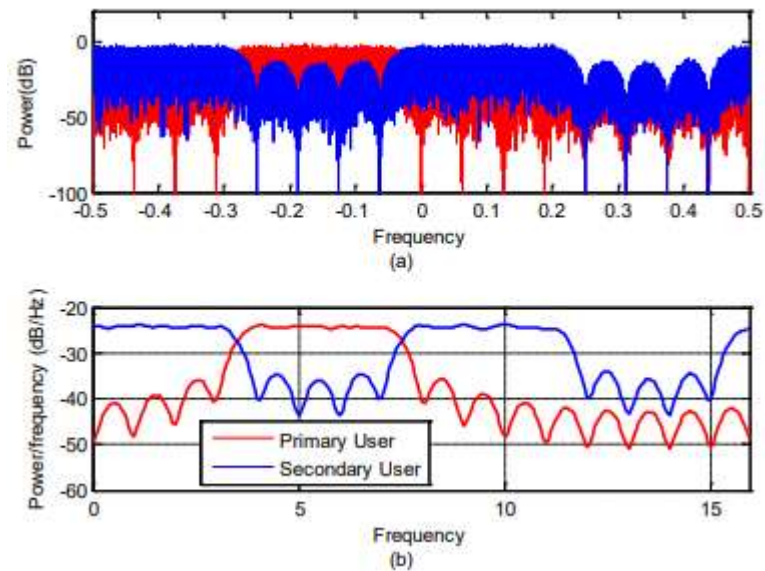 0
-50
-100
Power(dB)
-0.5 -0.4 -0.3 -0.2 -0.1 0 0.1 0.2 0.3 0.4 0.5
Frequency
(a)
-20
-30
-40
-50
-60
Power/frequency (dB/Hz)
Primary User
Secondary User
0 5 10 15
Frequency
(b)